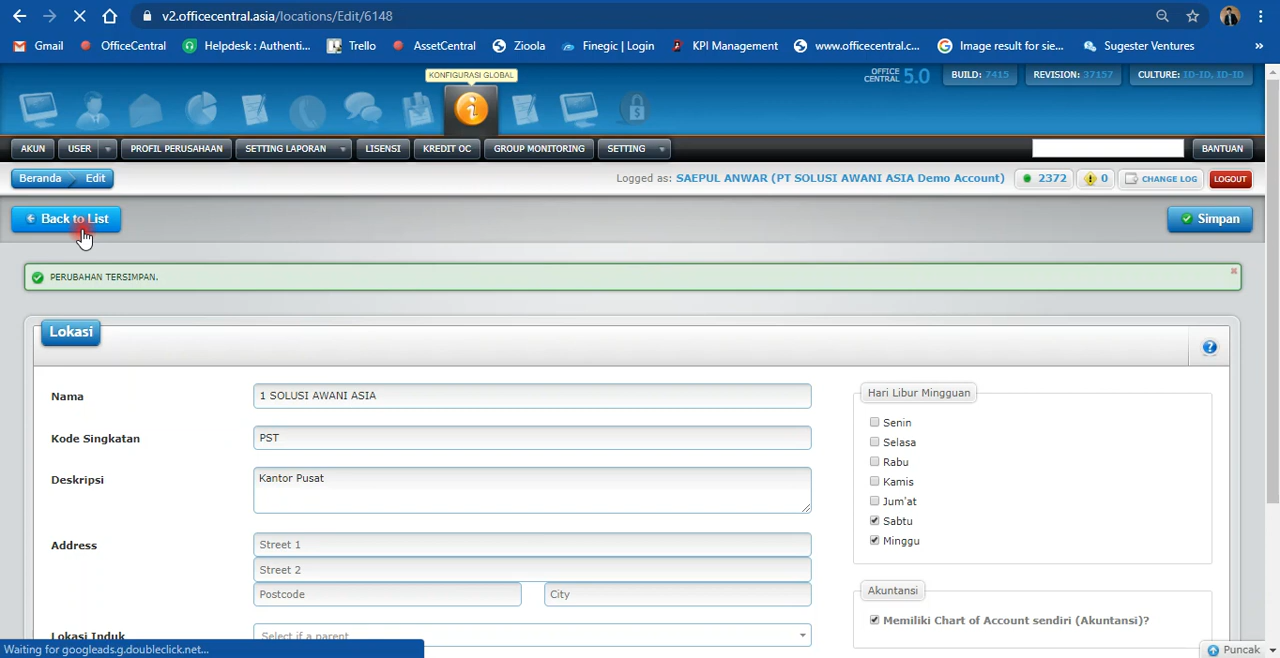 v2.officecentral.asia/locations/Edit/6148
Gmail OfficeCentral Helpdesk : Authenti... Trello AssetCentral Zioola Finegic | Login KPI Management www.officecentral.c... Image result for sie... Sugester Ventures »
KONFIGURASI GLOBAL
OFFICE CENTRAL 5.0 BUILD: 7415 REVISION: 37157 CULTURE: ID-ID, ID-ID
AKUN USER PROFIL PERUSAHAAN SETTING LAPORAN LISENSI KREDIT OC GROUP MONITORING SETTING BANTUAN
Beranda Edit Logged as: SAEPUL ANWAR (PT SOLUSI AWANI ASIA Demo Account) 2372 0 CHANGE LOG LOGOUT
Back to List Simpan
PERUBAHAN TERSIMPAN.
Lokasi
Nama 1 SOLUSI AWANI ASIA
Kode Singkatan PST
Deskripsi Kantor Pusat
Address Street 1
Street 2
Postcode City
Lokasi Induk Select if a parent
Hari Libur Mingguan
Senin
Selasa
Rabu
Kamis
Jum'at
Sabtu
Minggu
Akuntansi
Memiliki Chart of Account sendiri (Akuntansi)?
Waiting for googleads.g.doubleclick.net...
Puncak